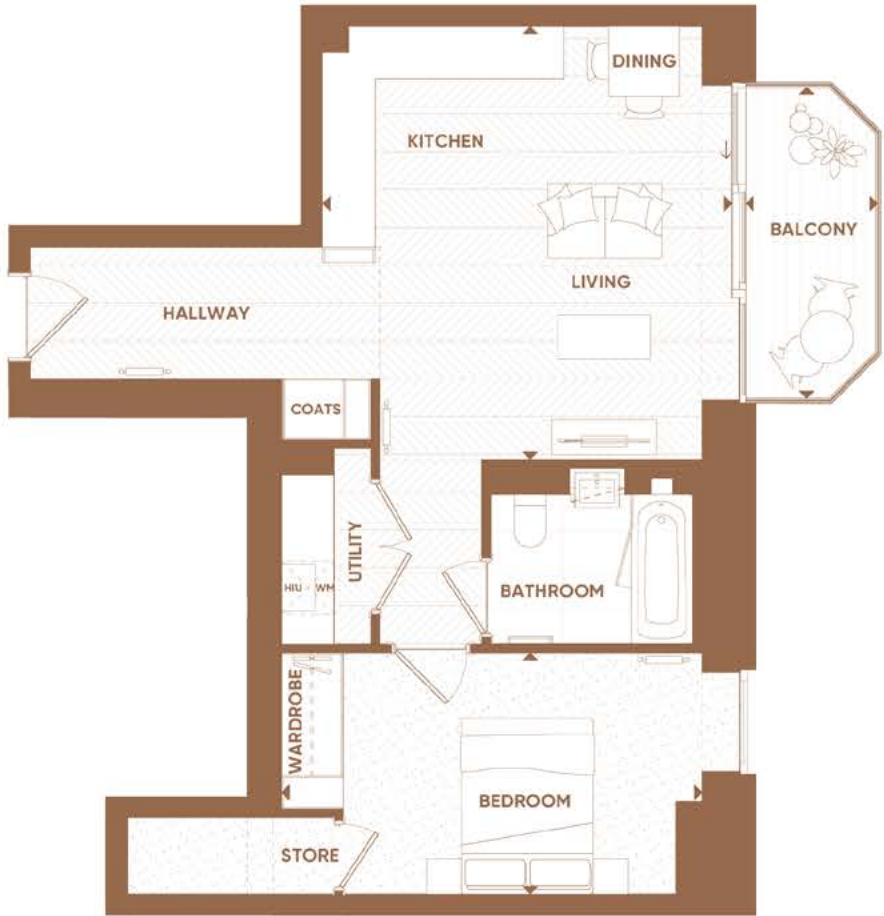 DINING
KITCHEN
BALCONY
LIVING
HALLWAY
COATS
UTILITY
HIU
WM
BATHROOM
WARDROBE
BEDROOM
STORE